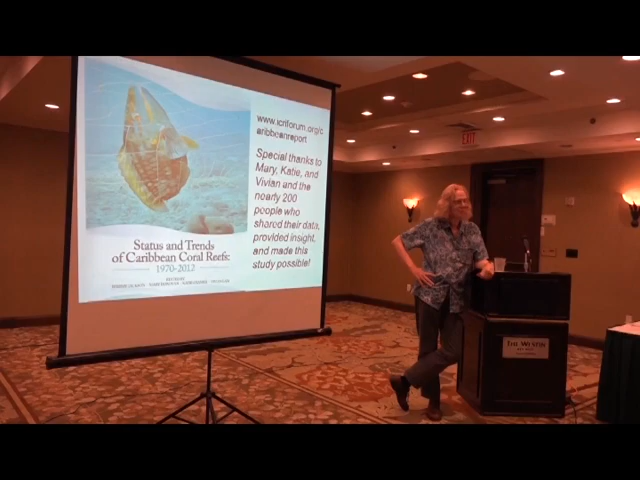 www.icriforum.org/c
aribbeanreport
Special thanks to
Mary, Katie, and
Vivian and the
nearly 200
people who
shared their data,
provided insight,
and made this
study possible!
Status and Trends
of Caribbean Coral Reefs:
1970-2012
EXIT
THE WESTIN